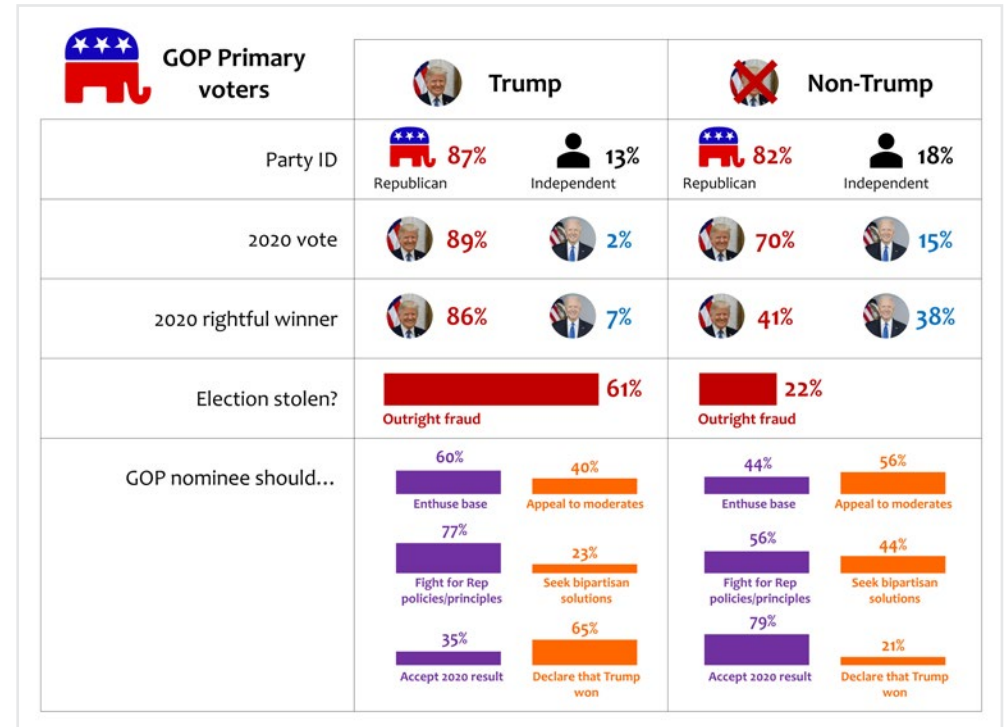 GOP Primary
voters
Trump
Non-Trump
Party ID
87%
13%
82%
18%
Republican
Independent
Republican
Independent
2020 vote
89%
2%
70%
15%
2020 rightful winner
86%
7%
41%
38%
Election stolen?
61%
22%
Outright fraud
Outright fraud
GOP nominee should...
60%
40%
44%
56%
Enthuse base
Appeal to moderates
Enthuse base
Appeal to moderates
77%
23%
56%
44%
Fight for Rep
policies/principles
Seek bipartisan
solutions
Fight for Rep
policies/principles
Seek bipartisan
solutions
35%
65%
79%
21%
Accept 2020 result
Declare that Trump
won
Accept 2020 result
Declare that Trump
won